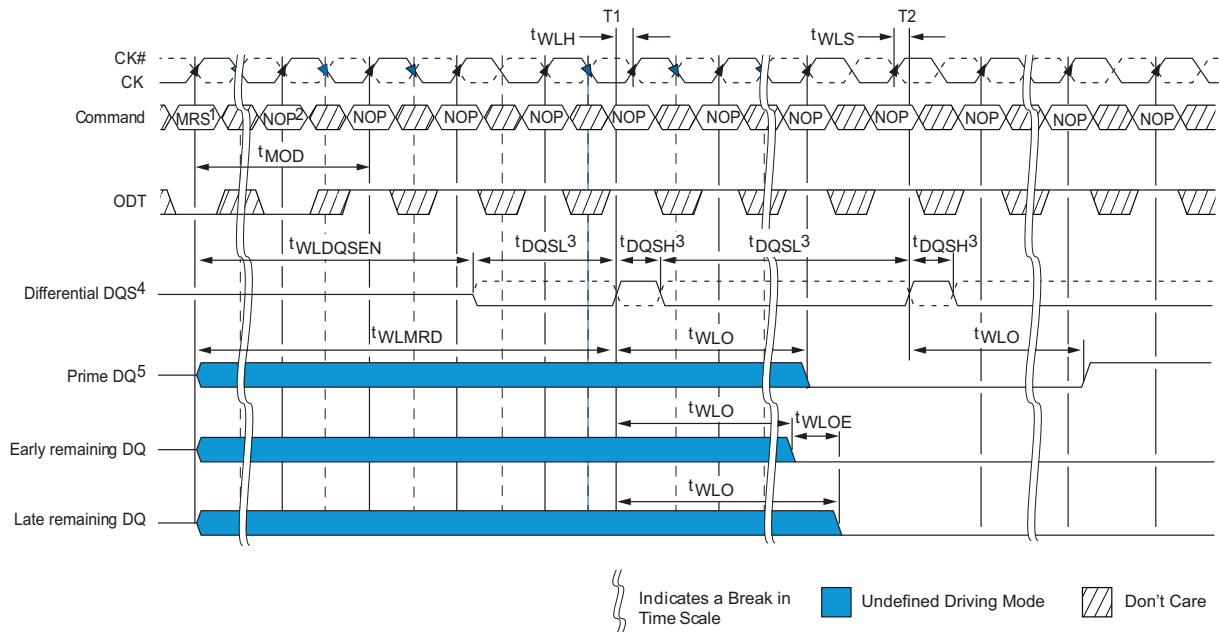 T1 T2
tWLH tWLS
CK#
CK
Command MRS1 NOP2 NOP NOP NOP NOP NOP NOP NOP NOP NOP NOP
tMOD
ODT
tWLDQSEN tDQSL3 tDQSH3 tDQSL3 tDQSH3
Differential DQS4
tWLMRD tWLO tWLO
Prime DQ5
tWLO tWLOE
Early remaining DQ
tWLO
Late remaining DQ
Indicates a Break in
Time Scale
Undefined Driving Mode
Don't Care